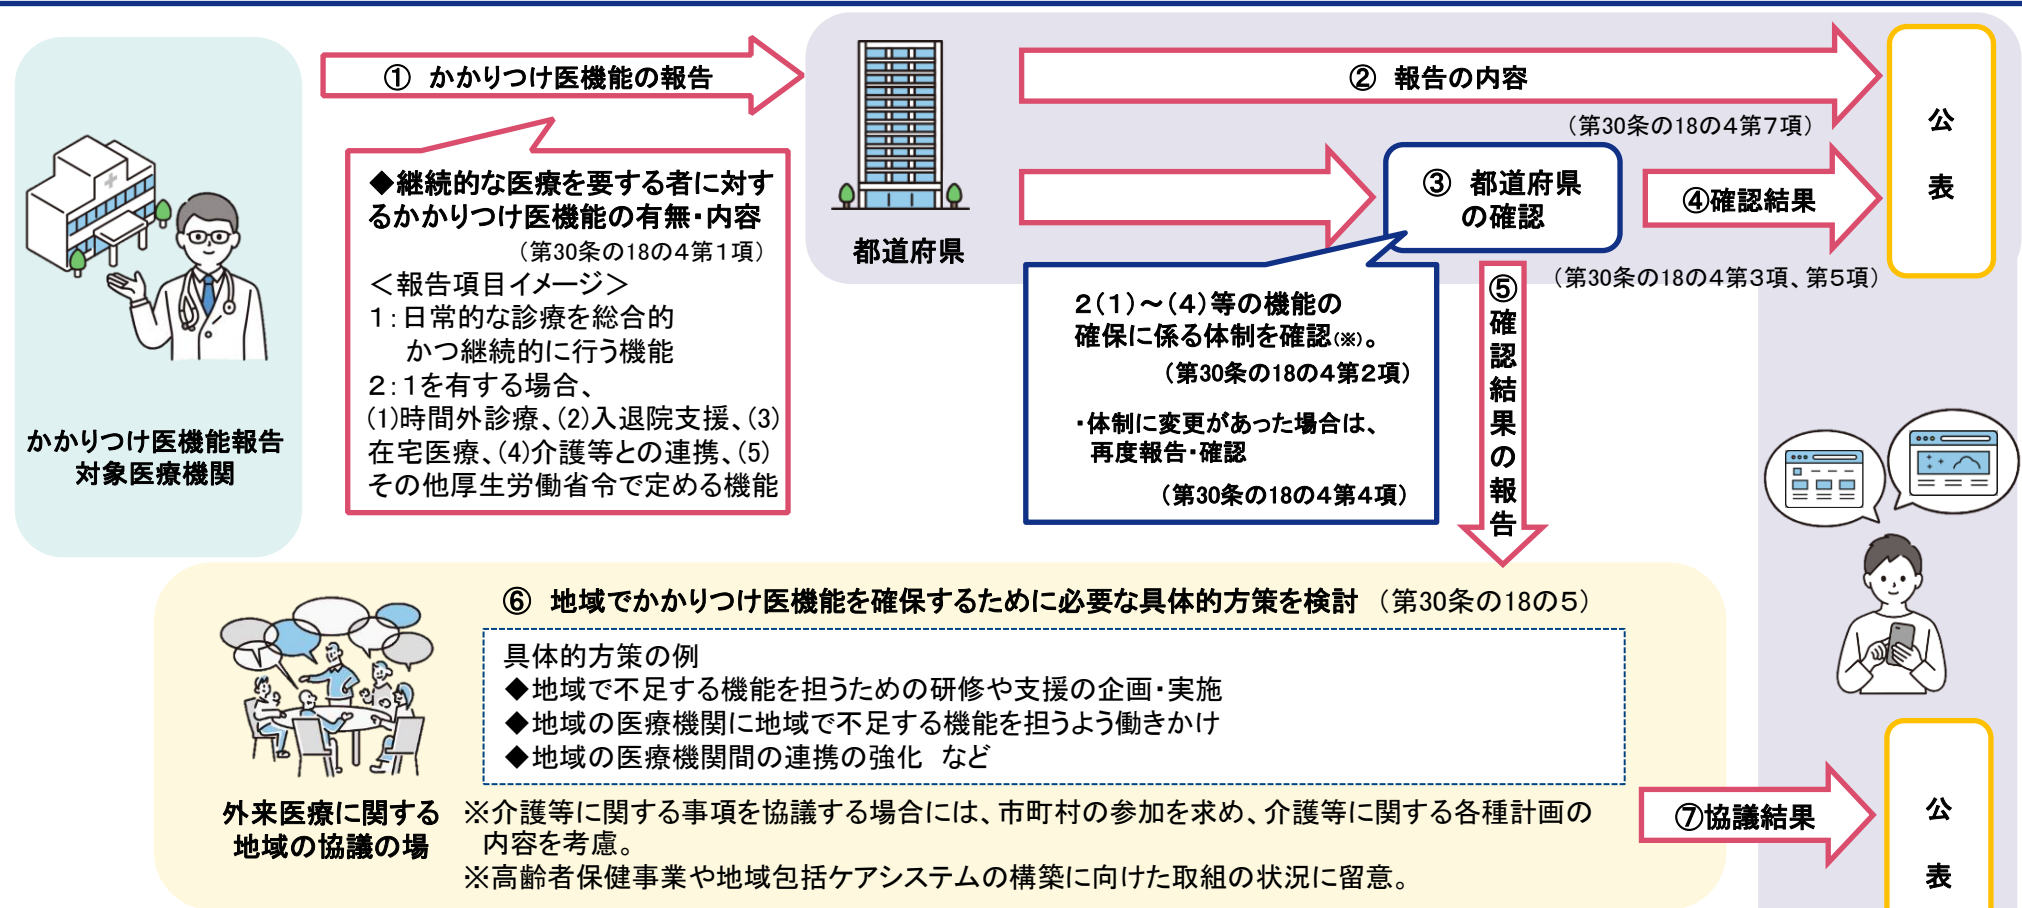 ① かかりつけ医機能の報告
② 報告の内容
(第30条の18の4第7項)
公
表
◆継続的な医療を要する者に対す
るかかりつけ医機能の有無・内容
(第30条の18の4第1項)
＜報告項目イメージ＞
1：日常的な診療を総合的
かつ継続的に行う機能
2：1を有する場合、
(1)時間外診療、(2)入退院支援、(3)
在宅医療、(4)介護等との連携、(5)
その他厚生労働省令で定める機能
かかりつけ医機能報告
対象医療機関
都道府県
③ 都道府県
の確認
④確認結果
(第30条の18の4第3項、第5項)
2(1)～(4)等の機能の
確保に係る体制を確認(※)。
(第30条の18の4第2項)
・体制に変更があった場合は、
再度報告・確認
(第30条の18の4第4項)
⑤確認結果の報告
⑥ 地域でかかりつけ医機能を確保するために必要な具体的方策を検討 (第30条の18の5)
具体的方策の例
◆地域で不足する機能を担うための研修や支援の企画・実施
◆地域の医療機関に地域で不足する機能を担うよう働きかけ
◆地域の医療機関間の連携の強化 など
外来医療に関する
地域の協議の場
※介護等に関する事項を協議する場合には、市町村の参加を求め、介護等に関する各種計画の
内容を考慮。
※高齢者保健事業や地域包括ケアシステムの構築に向けた取組の状況に留意。
⑦協議結果
公
表